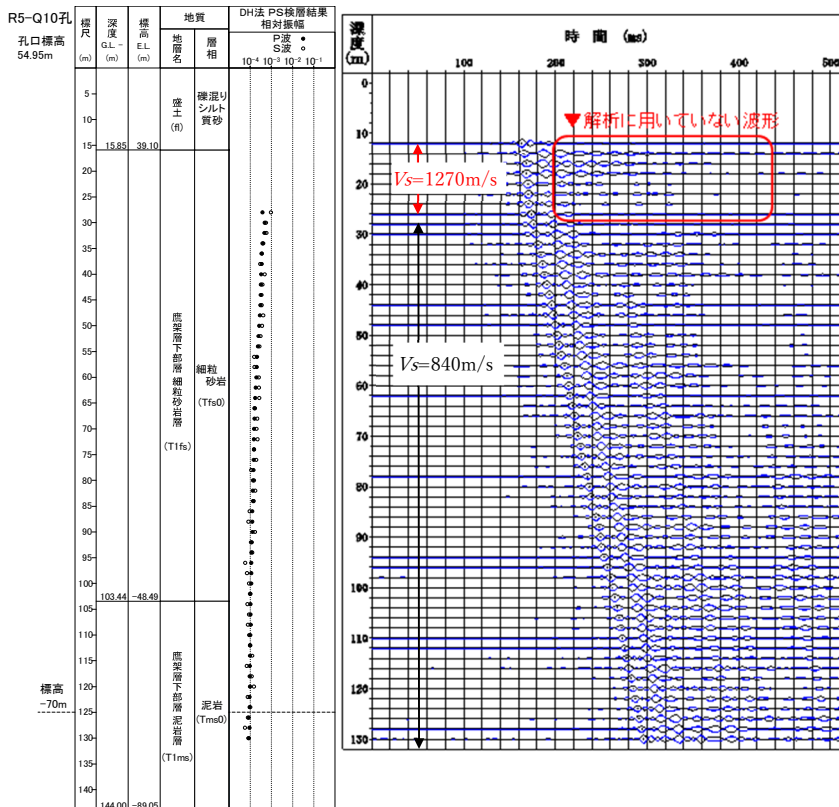 R5-Q10孔
孔口標高
54.95m
標尺
(m)
深度
G.L.-
(m)
標高
E.L.
(m)
地質
地層名
層相
DH法 PS検層結果
相対振幅
P波 ●
S波 ○
10⁻⁴ 10⁻³ 10⁻² 10⁻¹
5
10
15
20
25
30
35
40
45
50
55
60
65
70
75
80
85
90
95
100
105
110
115
120
125
130
135
140
15.85 39.10
103.44 -48.49
144.00 -89.05
盛土
(fl)
礫混り
シルト
質砂
鷹架層下部層 細粒砂岩層
(T1fs)
細粒
砂岩
(Tfs0)
鷹架層下部層 泥岩層
(T1ms)
泥岩
(Tms0)
標高
-70m
深度
(m)
時間 (ms)
100 200 300 400 500
0
10
20
30
40
50
60
70
80
90
100
110
120
130
▼解析に用いていない波形
Vs=1270m/s
Vs=840m/s